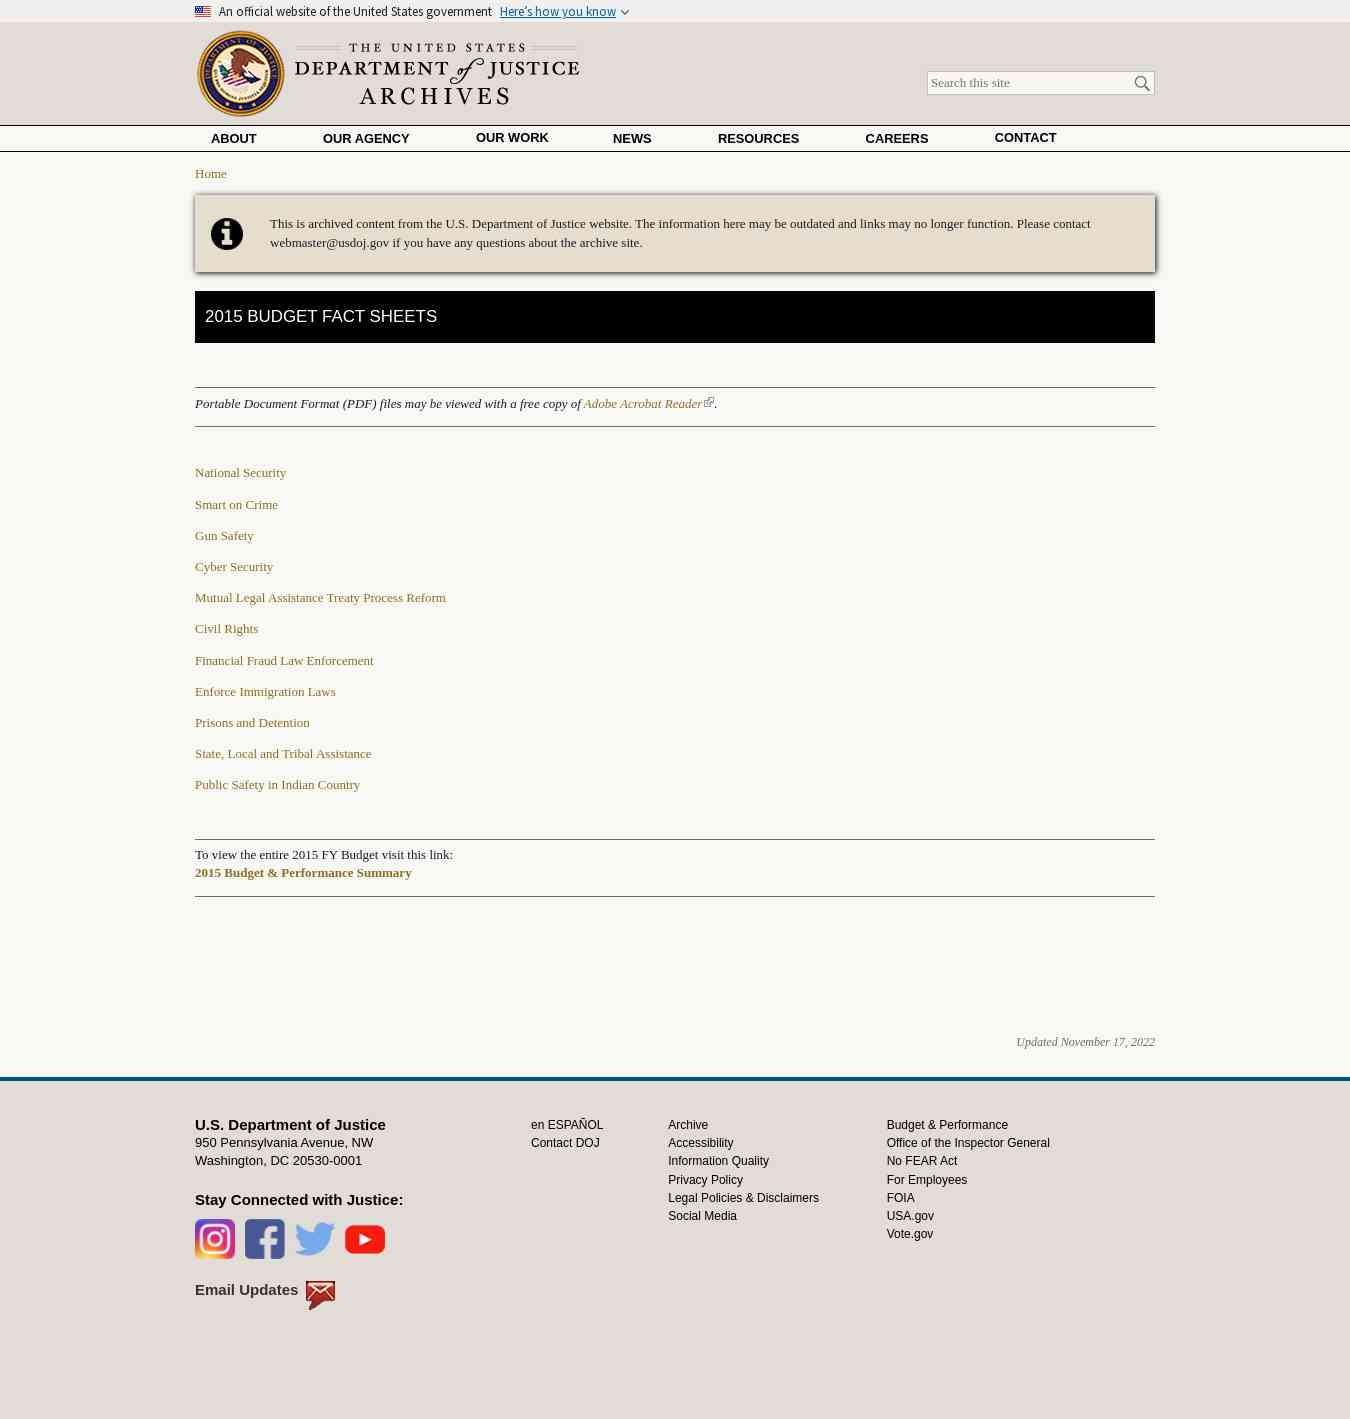 An official website of the United States government Here’s how you know
THE UNITED STATES
DEPARTMENT of JUSTICE
ARCHIVES
Search this site
ABOUT OUR AGENCY OUR WORK NEWS RESOURCES CAREERS CONTACT
Home
This is archived content from the U.S. Department of Justice website. The information here may be outdated and links may no longer function. Please contact
webmaster@usdoj.gov if you have any questions about the archive site.
2015 BUDGET FACT SHEETS
Portable Document Format (PDF) files may be viewed with a free copy of Adobe Acrobat Reader.
National Security
Smart on Crime
Gun Safety
Cyber Security
Mutual Legal Assistance Treaty Process Reform
Civil Rights
Financial Fraud Law Enforcement
Enforce Immigration Laws
Prisons and Detention
State, Local and Tribal Assistance
Public Safety in Indian Country
To view the entire 2015 FY Budget visit this link:
2015 Budget & Performance Summary
Updated November 17, 2022
U.S. Department of Justice
950 Pennsylvania Avenue, NW
Washington, DC 20530-0001
Stay Connected with Justice:
Email Updates
en ESPAÑOL
Contact DOJ
Archive
Accessibility
Information Quality
Privacy Policy
Legal Policies & Disclaimers
Social Media
Budget & Performance
Office of the Inspector General
No FEAR Act
For Employees
FOIA
USA.gov
Vote.gov